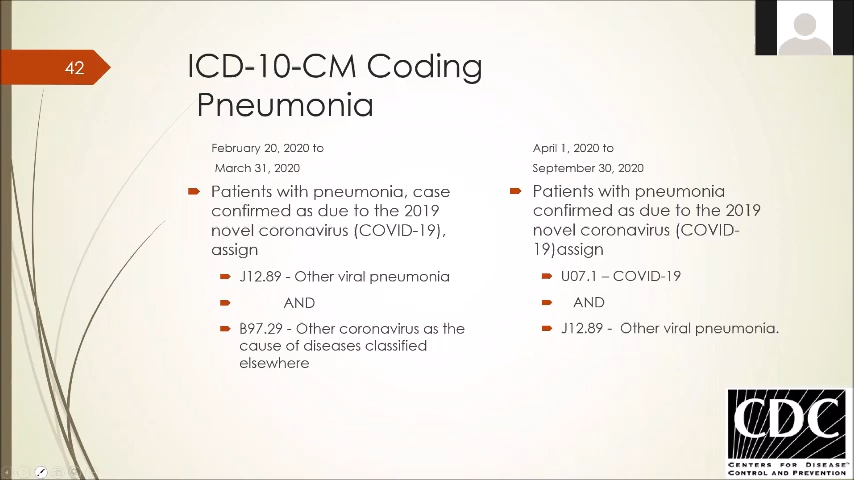 42
ICD-10-CM Coding
Pneumonia
February 20, 2020 to
March 31, 2020
Patients with pneumonia, case
confirmed as due to the 2019
novel coronavirus (COVID-19),
assign
J12.89 - Other viral pneumonia
AND
B97.29 - Other coronavirus as the
cause of diseases classified
elsewhere
April 1, 2020 to
September 30, 2020
Patients with pneumonia
confirmed as due to the 2019
novel coronavirus (COVID-
19)assign
U07.1 – COVID-19
AND
J12.89 -  Other viral pneumonia.
CDC
CENTERS FOR DISEASE™
CONTROL AND PREVENTION